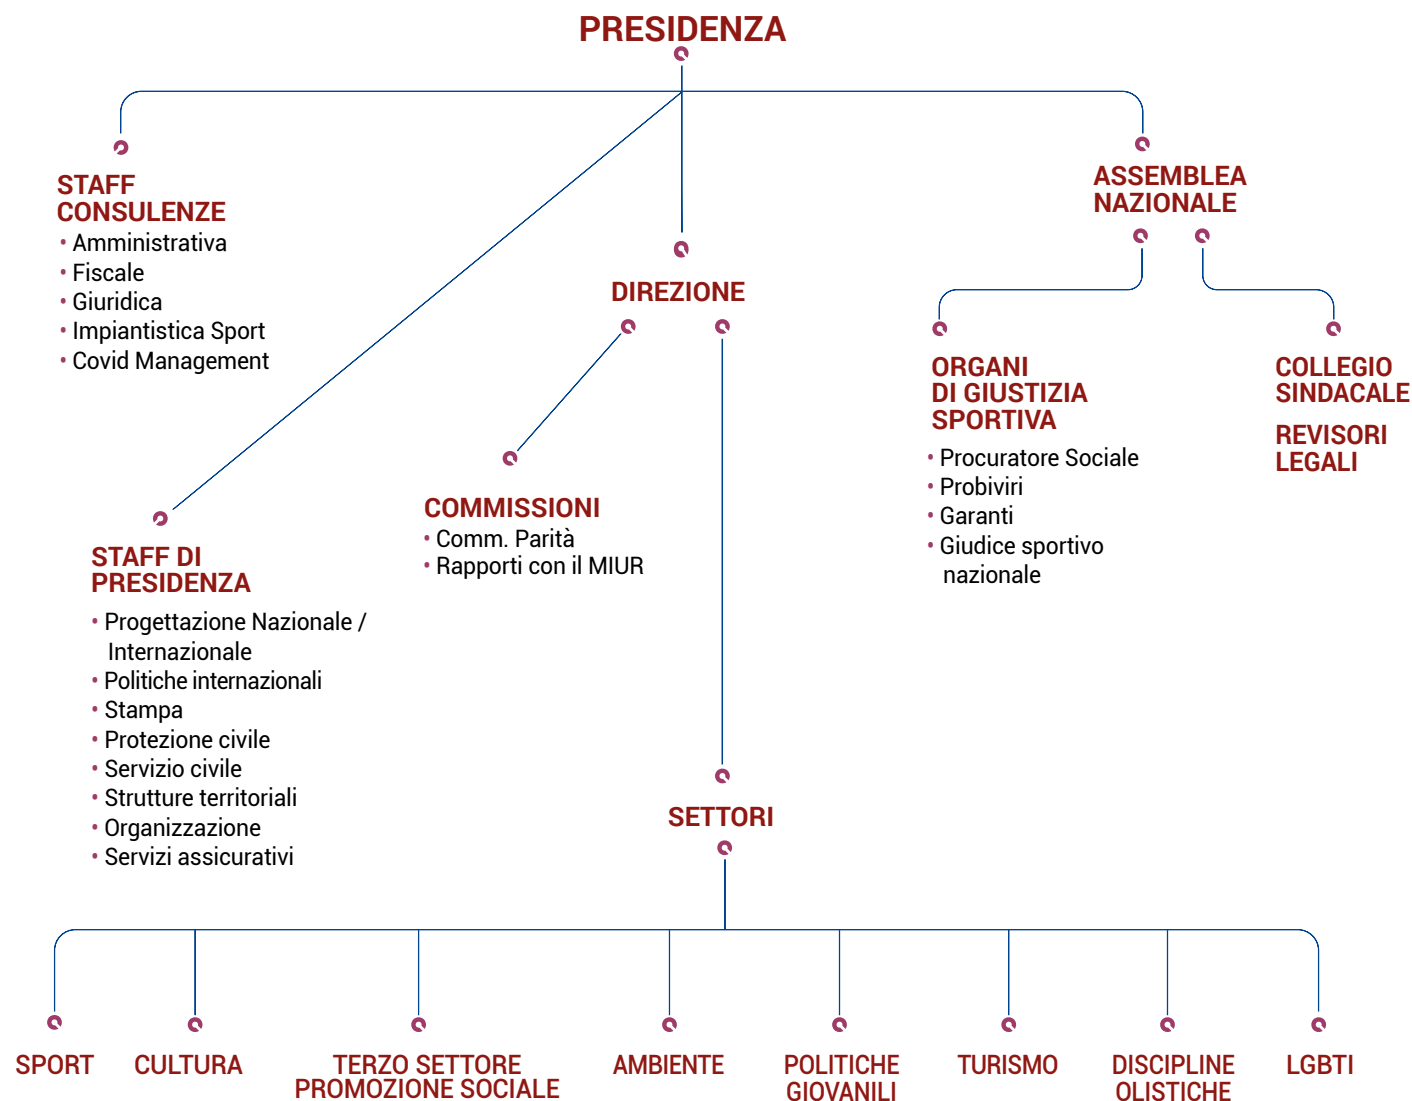 PRESIDENZA
STAFF
CONSULENZE
• Amministrativa
• Fiscale
• Giuridica
• Impiantistica Sport
• Covid Management
ASSEMBLEA
NAZIONALE
DIREZIONE
ORGANI
DI GIUSTIZIA
SPORTIVA
• Procuratore Sociale
• Probiviri
• Garanti
• Giudice sportivo
nazionale
COLLEGIO
SINDACALE
REVISORI
LEGALI
COMMISSIONI
• Comm. Parità
• Rapporti con il MIUR
STAFF DI
PRESIDENZA
• Progettazione Nazionale /
Internazionale
• Politiche internazionali
• Stampa
• Protezione civile
• Servizio civile
• Strutture territoriali
• Organizzazione
• Servizi assicurativi
SETTORI
SPORT
CULTURA
TERZO SETTORE
PROMOZIONE SOCIALE
AMBIENTE
POLITICHE
GIOVANILI
TURISMO
DISCIPLINE
OLISTICHE
LGBTI